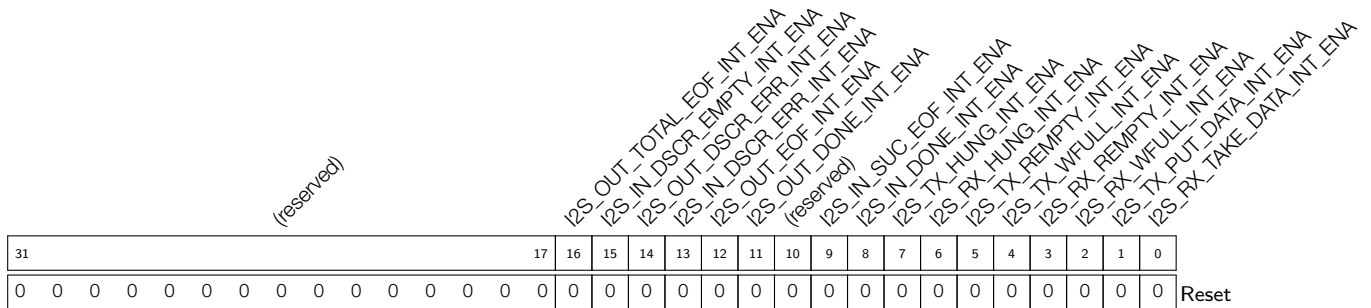 (reserved)
I2S_OUT_TOTAL_EOF_INT_ENA
I2S_IN_DSCR_EMPTY_INT_ENA
I2S_OUT_DSCR_ERR_INT_ENA
I2S_IN_DSCR_ERR_INT_ENA
I2S_OUT_EOF_INT_ENA
I2S_OUT_DONE_INT_ENA
(reserved)
I2S_IN_SUC_EOF_INT_ENA
I2S_IN_DONE_INT_ENA
I2S_TX_HUNG_INT_ENA
I2S_RX_HUNG_INT_ENA
I2S_TX_REMPTY_INT_ENA
I2S_TX_WFULL_INT_ENA
I2S_RX_REMPTY_INT_ENA
I2S_RX_WFULL_INT_ENA
I2S_TX_PUT_DATA_INT_ENA
I2S_RX_TAKE_DATA_INT_ENA
31 17 16 15 14 13 12 11 10 9 8 7 6 5 4 3 2 1 0
0 0 0 0 0 0 0 0 0 0 0 0 0 0 0 0 0 0 0 0 0 0 0 0 0 0 0 0 0 0 0 0 Reset